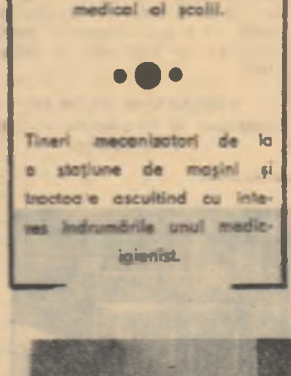 medical al școlii.
Tineri mecanizatori de la
o stațiune de mașini și
tractoare ascultînd cu inte-
res îndrumările unui medic-
igienist.